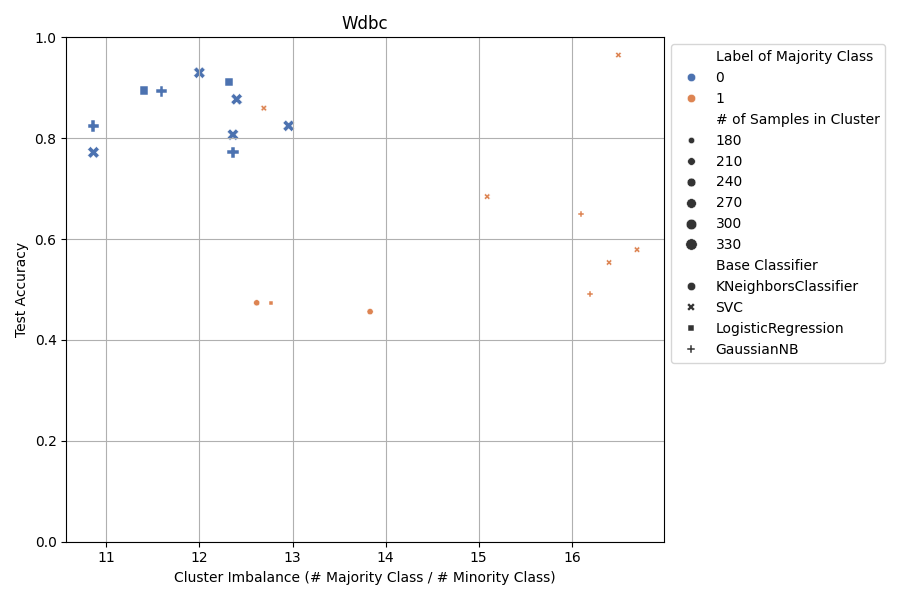 Wdbc
1.0
0.8
0.6
0.4
0.2
0.0
Test Accuracy
11
12
13
14
15
16
Cluster Imbalance (# Majority Class / # Minority Class)
Label of Majority Class
0
1
# of Samples in Cluster
180
210
240
270
300
330
Base Classifier
KNeighborsClassifier
SVC
LogisticRegression
GaussianNB